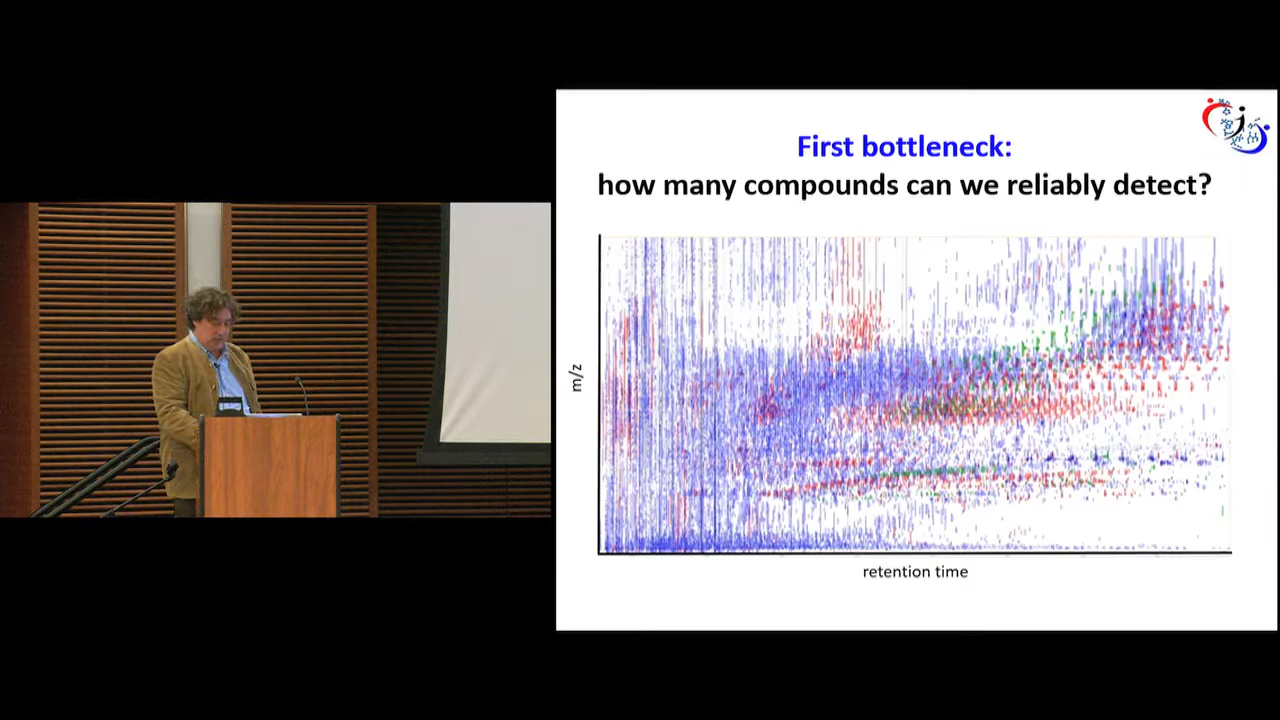 First bottleneck:
how many compounds can we reliably detect?
m/z
retention time